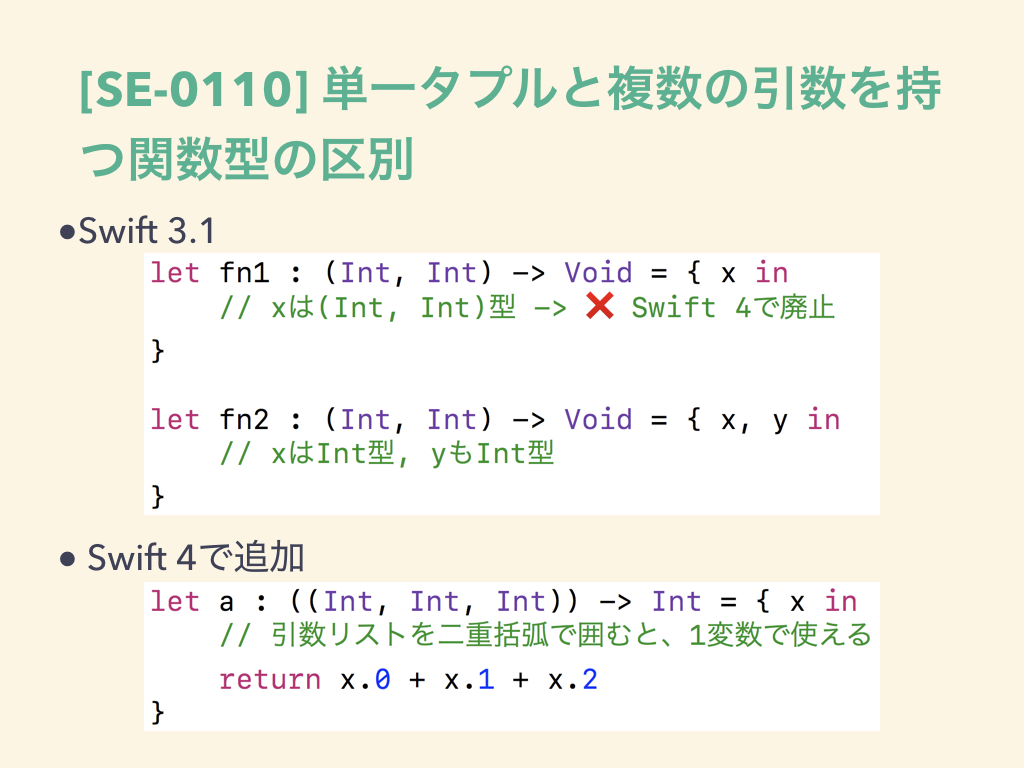 [SE-0110] 単一タプルと複数の引数を持
つ関数型の区別
•Swift 3.1
let fn1 : (Int, Int) -> Void = { x in
    // xは(Int, Int)型 -> ❌ Swift 4で廃止
}
let fn2 : (Int, Int) -> Void = { x, y in
    // xはInt型, yもInt型
}
• Swift 4で追加
let a : ((Int, Int, Int)) -> Int = { x in
    // 引数リストを二重括弧で囲むと、1変数で使える
    return x.0 + x.1 + x.2
}